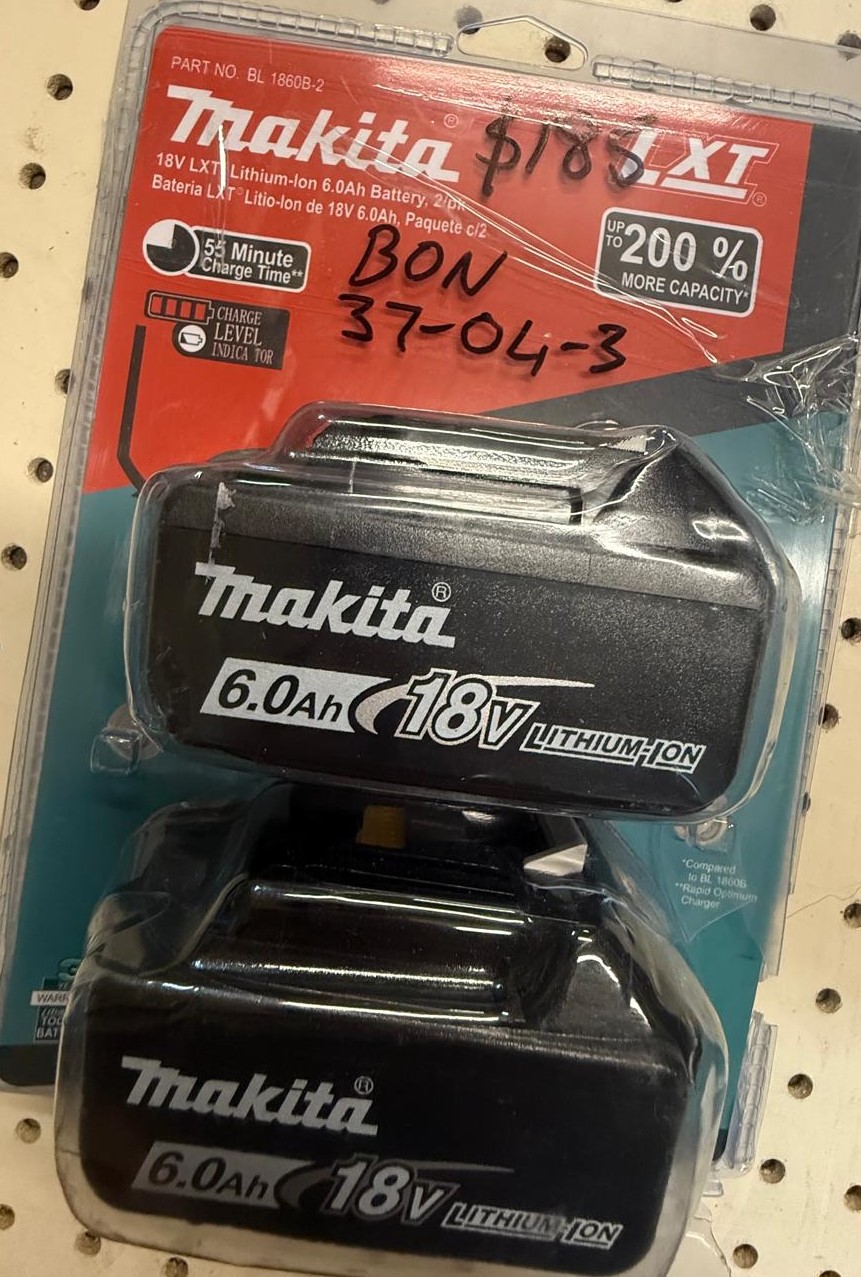 PART NO. BL 1860B-2
makita® LXT®
$188
18V LXT® Lithium-Ion 6.0Ah Battery, 2/pk
Bateria LXT® Litio-Ion de 18V 6.0Ah, Paquete c/2
55 Minute
Charge Time**
UP TO 200 %
MORE CAPACITY*
BON
37-04-3
CHARGE
LEVEL
INDICA TOR
makita®
6.0Ah 18V LITHIUM-ION
*Compared
to BL 1860B
**Rapid Optimum
Charger
makita®
6.0Ah 18V LITHIUM-ION